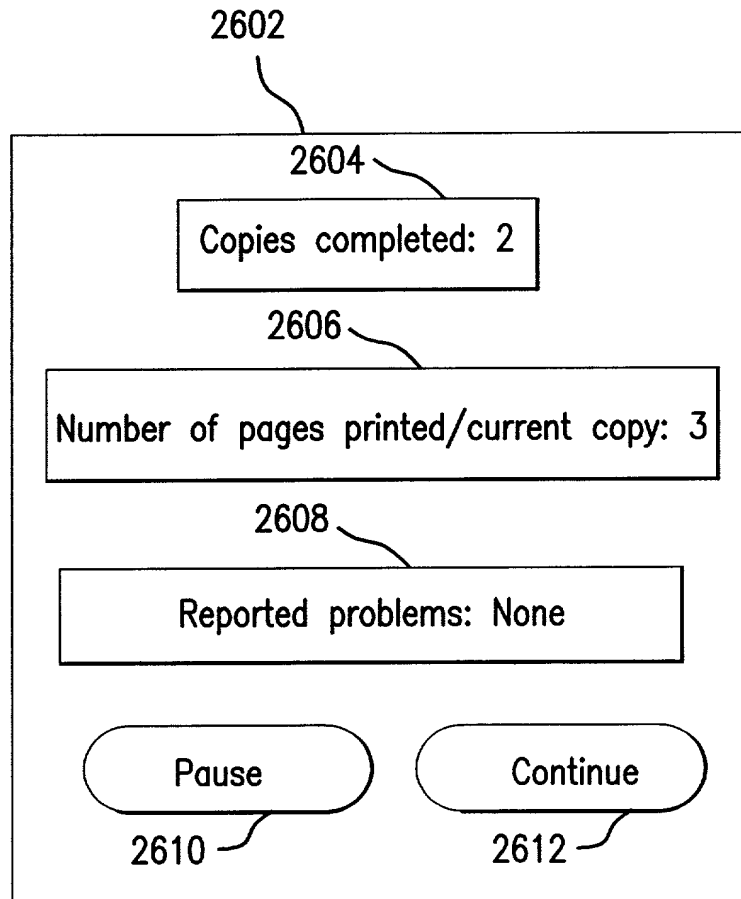 2602
2604
Copies completed: 2
2606
Number of pages printed/current copy: 3
2608
Reported problems: None
Pause
Continue
2610
2612